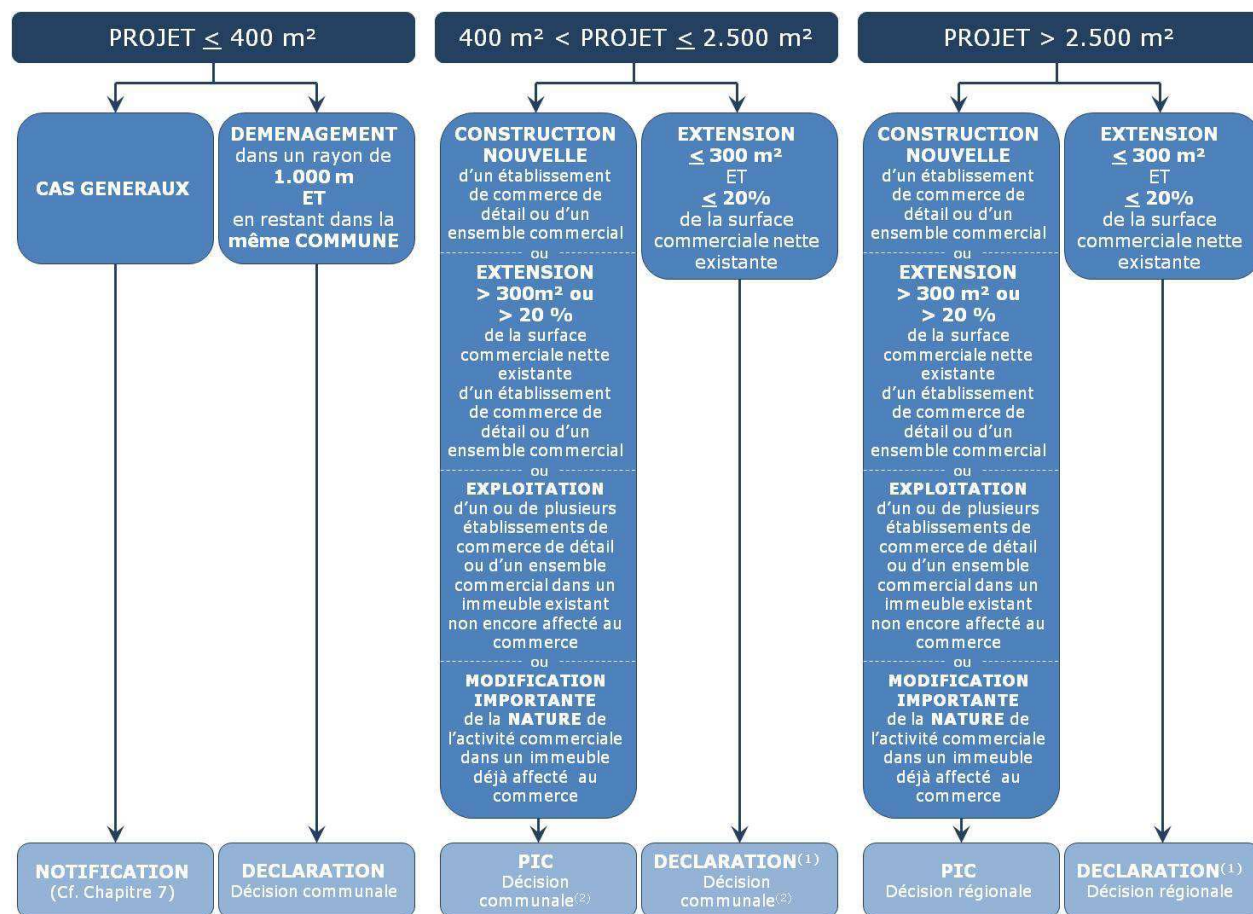 PROJET ≤ 400 m²
CAS GENERAUX
DEMENAGEMENT
dans un rayon de
1.000 m
ET
en restant dans la
même COMMUNE
NOTIFICATION
(Cf. Chapitre 7)
DECLARATION
Décision communale
400 m² < PROJET ≤ 2.500 m²
CONSTRUCTION
NOUVELLE
d'un établissement
de commerce de
détail ou d'un
ensemble commercial
ou
EXTENSION
> 300m² ou
> 20 %
de la surface
commerciale nette
existante
d'un établissement
de commerce de
détail ou d'un
ensemble commercial
ou
EXPLOITATION
d'un ou de plusieurs
établissements de
commerce de détail
ou d'un ensemble
commercial dans un
immeuble existant
non encore affecté au
commerce
ou
MODIFICATION
IMPORTANTE
de la NATURE de
l'activité commerciale
dans un immeuble
déjà affecté au
commerce
EXTENSION
≤ 300 m²
ET
≤ 20%
de la surface
commerciale nette
existante
PIC
Décision
communale(2)
DECLARATION(1)
Décision
communale(2)
PROJET > 2.500 m²
CONSTRUCTION
NOUVELLE
d'un établissement
de commerce de
détail ou d'un
ensemble commercial
ou
EXTENSION
> 300 m² ou
> 20 %
de la surface
commerciale nette
existante
d'un établissement
de commerce de
détail ou d'un
ensemble commercial
ou
EXPLOITATION
d'un ou de plusieurs
établissements de
commerce de détail
ou d'un ensemble
commercial dans un
immeuble existant
non encore affecté au
commerce
ou
MODIFICATION
IMPORTANTE
de la NATURE de
l'activité commerciale
dans un immeuble
déjà affecté au
commerce
EXTENSION
≤ 300 m²
ET
≤ 20%
de la surface
commerciale nette
existante
PIC
Décision régionale
DECLARATION(1)
Décision régionale